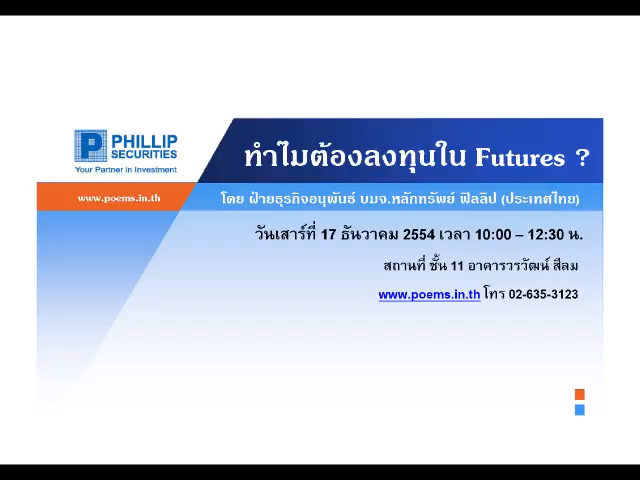 PHILLIP
SECURITIES
Your Partner in Investment
ทำไมต้องลงทุนใน Futures ?
www.poems.in.th
โดย ฝ่ายธุรกิจอนุพันธ์ บมจ.หลักทรัพย์ ฟิลลิป (ประเทศไทย)
วันเสาร์ที่ 17 ธันวาคม 2554 เวลา 10:00 – 12:30 น.
สถานที่ ชั้น 11 อาคารวรวัฒน์ สีลม
www.poems.in.th โทร 02-635-3123